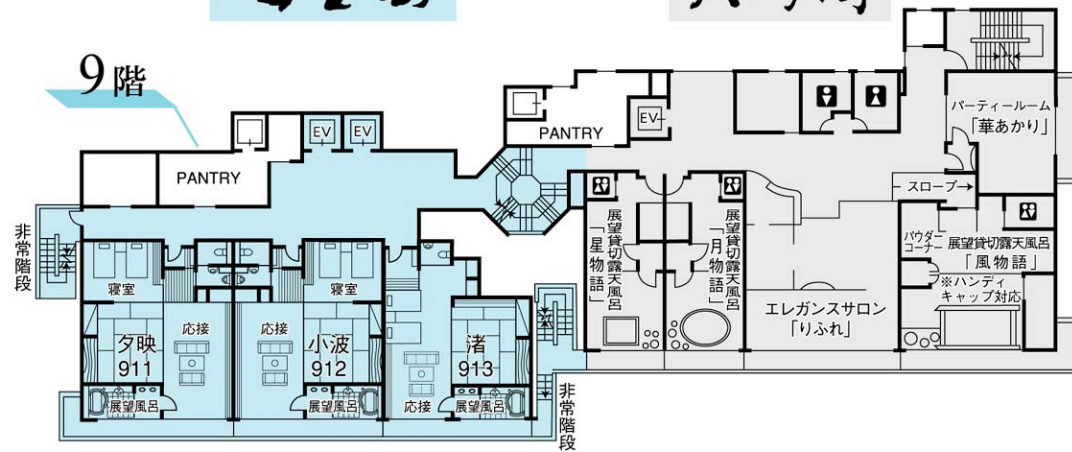 9階
EV
EV
PANTRY
PANTRY
EV
パーティールーム
「華あかり」
スロープ→
非常階段
展望貸切露天風呂
「星物語」
展望貸切露天風呂
「月物語」
パウダー
コーナー
展望貸切露天風呂
「風物語」
※ハンディ
キャップ対応
エレガンスサロン
「りふれ」
寝室
寝室
夕映
911
応接
応接
小波
912
渚
913
展望風呂
展望風呂
応接
展望風呂
非常階段